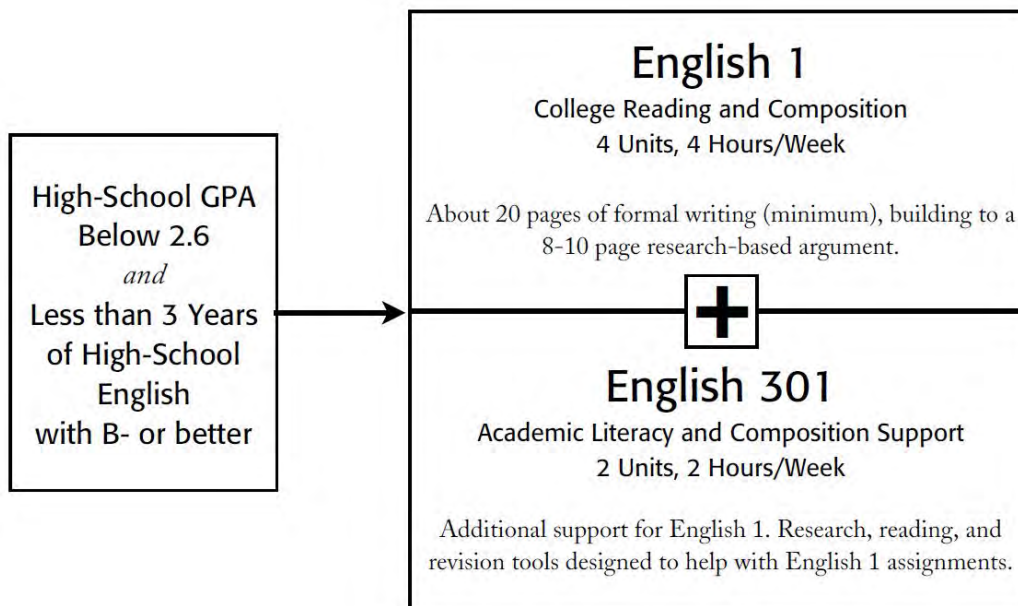 High-School GPA
Below 2.6
and
Less than 3 Years
of High-School
English
with B- or better
English 1
College Reading and Composition
4 Units, 4 Hours/Week
About 20 pages of formal writing (minimum), building to a
8-10 page research-based argument.
+
English 301
Academic Literacy and Composition Support
2 Units, 2 Hours/Week
Additional support for English 1. Research, reading, and
revision tools designed to help with English 1 assignments.